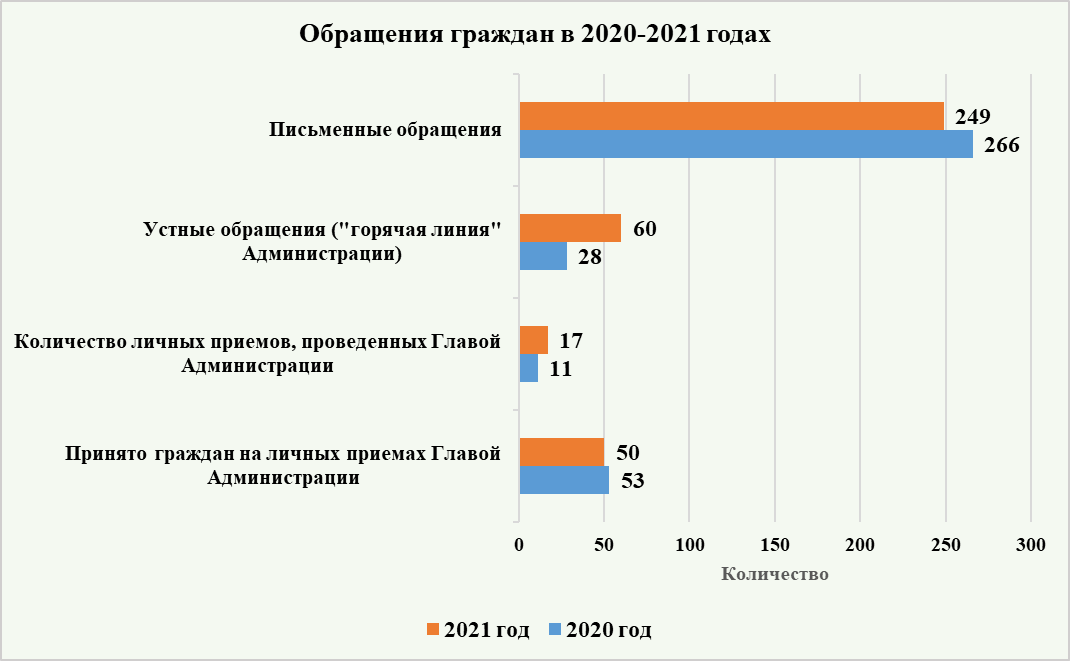 Обращения граждан в 2020-2021 годах
Письменные обращения
249
266
Устные обращения ("горячая линия"
Администрации)
60
28
Количество личных приемов, проведенных Главой
Администрации
17
11
Принято граждан на личных приемах Главой
Администрации
50
53
0 50 100 150 200 250 300
Количество
2021 год 2020 год